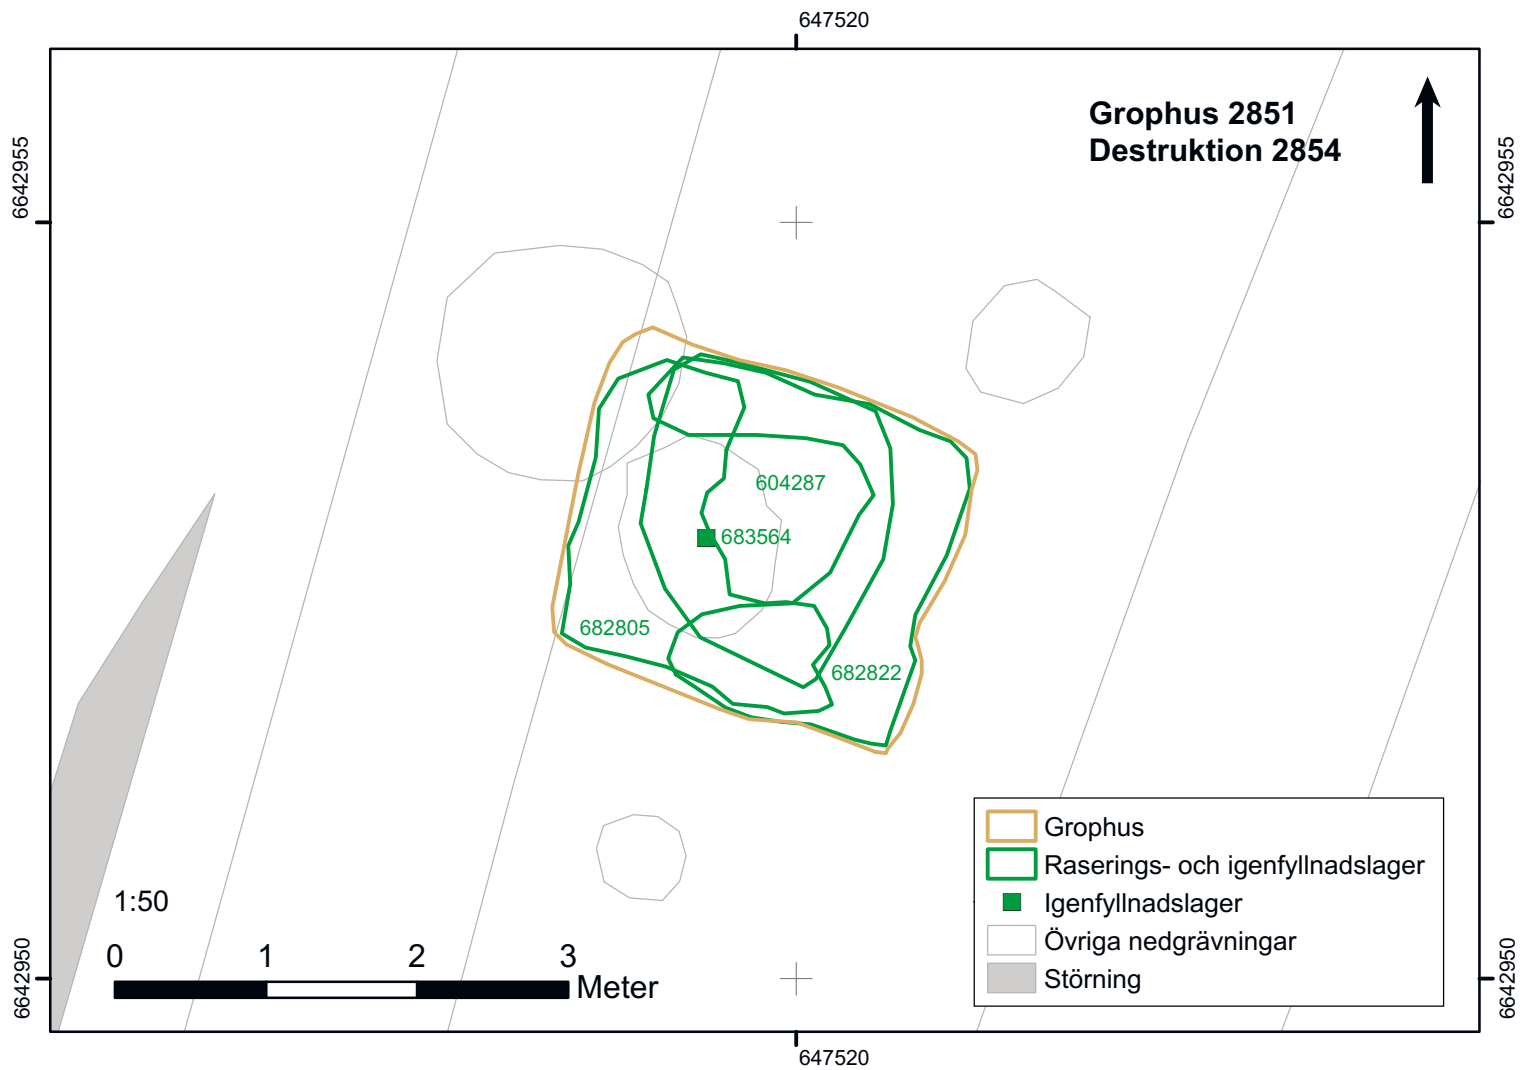 647520
Grophus 2851
Destruktion 2854
6642955
6642955
604287
683564
682805
682822
Grophus
Raserings- och igenfyllnadslager
Igenfyllnadslager
Övriga nedgrävningar
Störning
1:50
0 1 2 3
Meter
6642950
6642950
647520